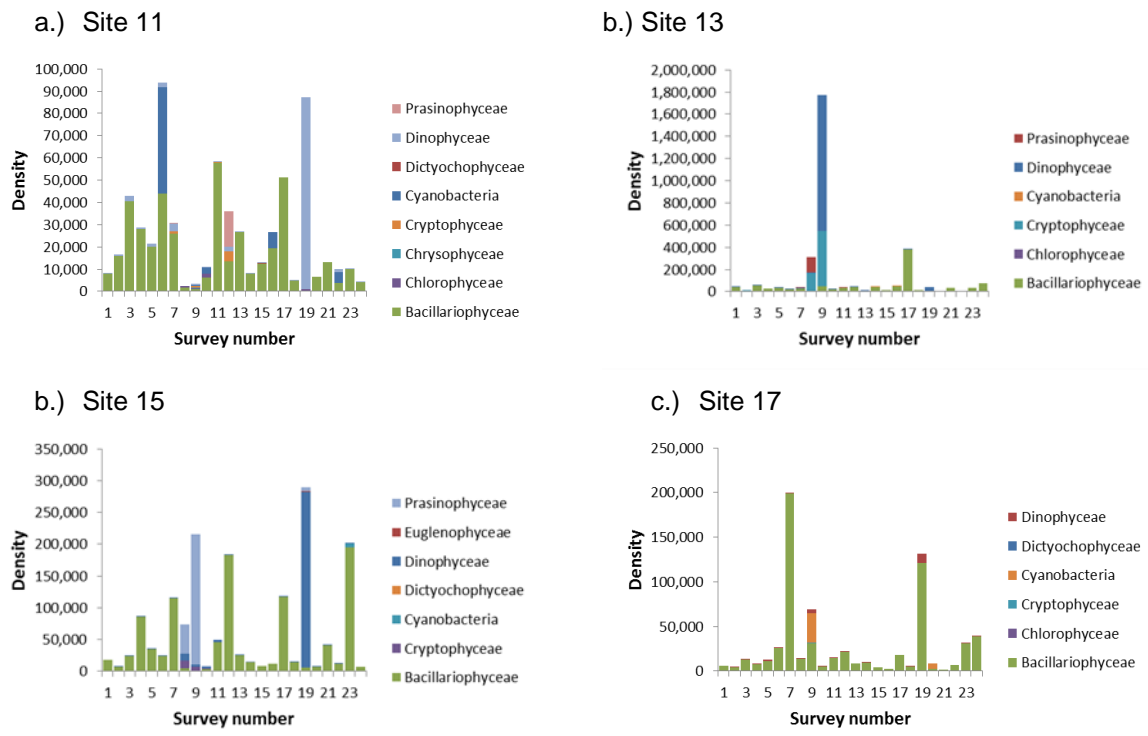 a.) Site 11
100,000
90,000
80,000
70,000
60,000
50,000
40,000
30,000
20,000
10,000
0
Density
1 3 5 7 9 11 13 15 17 19 21 23
Survey number
Prasinophyceae
Dinophyceae
Dictyochophyceae
Cyanobacteria
Cryptophyceae
Chrysophyceae
Chlorophyceae
Bacillariophyceae
b.) Site 13
2,000,000
1,800,000
1,600,000
1,400,000
1,200,000
1,000,000
800,000
600,000
400,000
200,000
0
Density
1 3 5 7 9 11 13 15 17 19 21 23
Survey number
Prasinophyceae
Dinophyceae
Cyanobacteria
Cryptophyceae
Chlorophyceae
Bacillariophyceae
b.) Site 15
350,000
300,000
250,000
200,000
150,000
100,000
50,000
0
Density
1 3 5 7 9 11 13 15 17 19 21 23
Survey number
Prasinophyceae
Euglenophyceae
Dinophyceae
Dictyochophyceae
Cyanobacteria
Cryptophyceae
Bacillariophyceae
c.) Site 17
250,000
200,000
150,000
100,000
50,000
0
Density
1 3 5 7 9 11 13 15 17 19 21 23
Survey number
Dinophyceae
Dictyochophyceae
Cyanobacteria
Cryptophyceae
Chlorophyceae
Bacillariophyceae